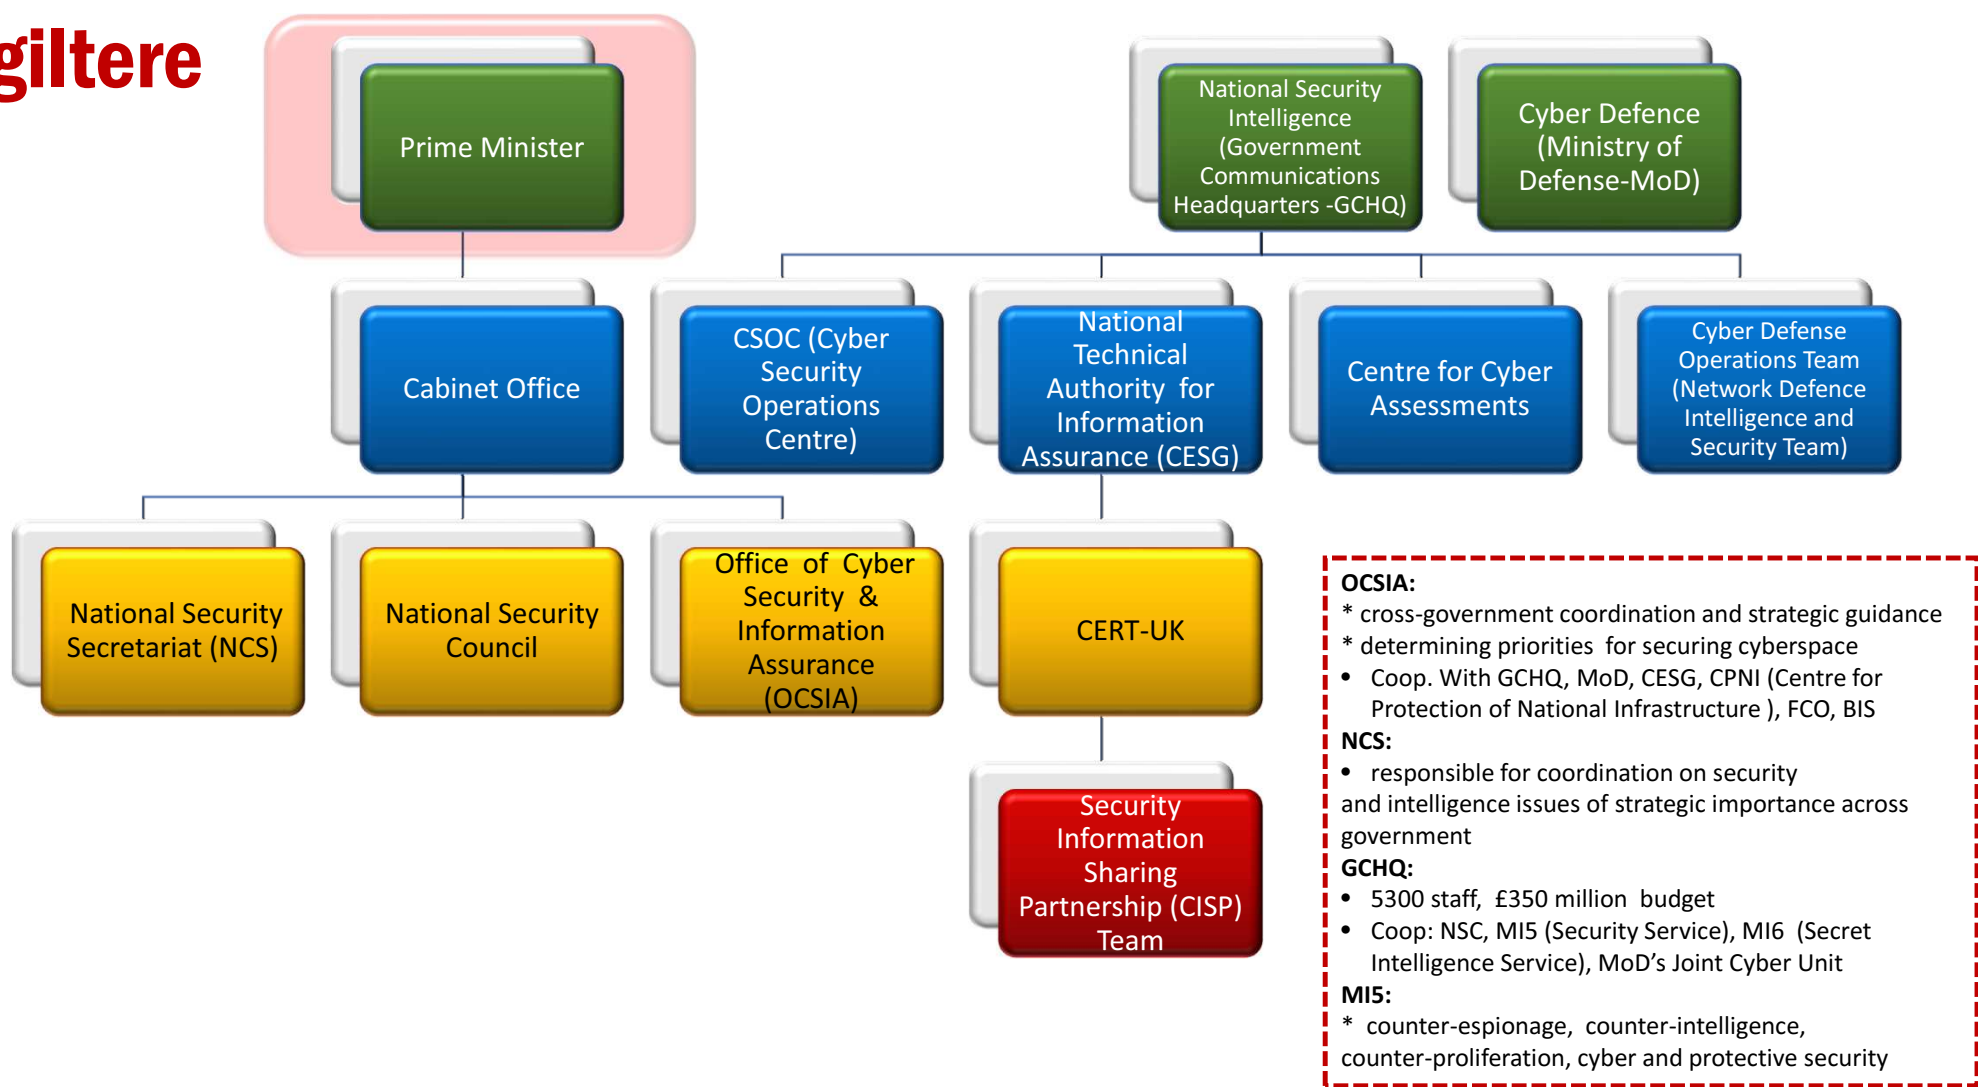 giltere
Prime Minister
National Security
Intelligence
(Government
Communications
Headquarters -GCHQ)
Cyber Defence
(Ministry of
Defense-MoD)
Cabinet Office
CSOC (Cyber
Security
Operations
Centre)
National
Technical
Authority for
Information
Assurance (CESG)
Centre for Cyber
Assessments
Cyber Defense
Operations Team
(Network Defence
Intelligence and
Security Team)
National Security
Secretariat (NCS)
National Security
Council
Office of Cyber
Security &
Information
Assurance
(OCSIA)
CERT-UK
Security
Information
Sharing
Partnership (CISP)
Team
OCSIA:
* cross-government coordination and strategic guidance
* determining priorities for securing cyberspace
• Coop. With GCHQ, MoD, CESG, CPNI (Centre for
Protection of National Infrastructure ), FCO, BIS
NCS:
• responsible for coordination on security
and intelligence issues of strategic importance across
government
GCHQ:
• 5300 staff, £350 million budget
• Coop: NSC, MI5 (Security Service), MI6 (Secret
Intelligence Service), MoD’s Joint Cyber Unit
MI5:
* counter-espionage, counter-intelligence,
counter-proliferation, cyber and protective security